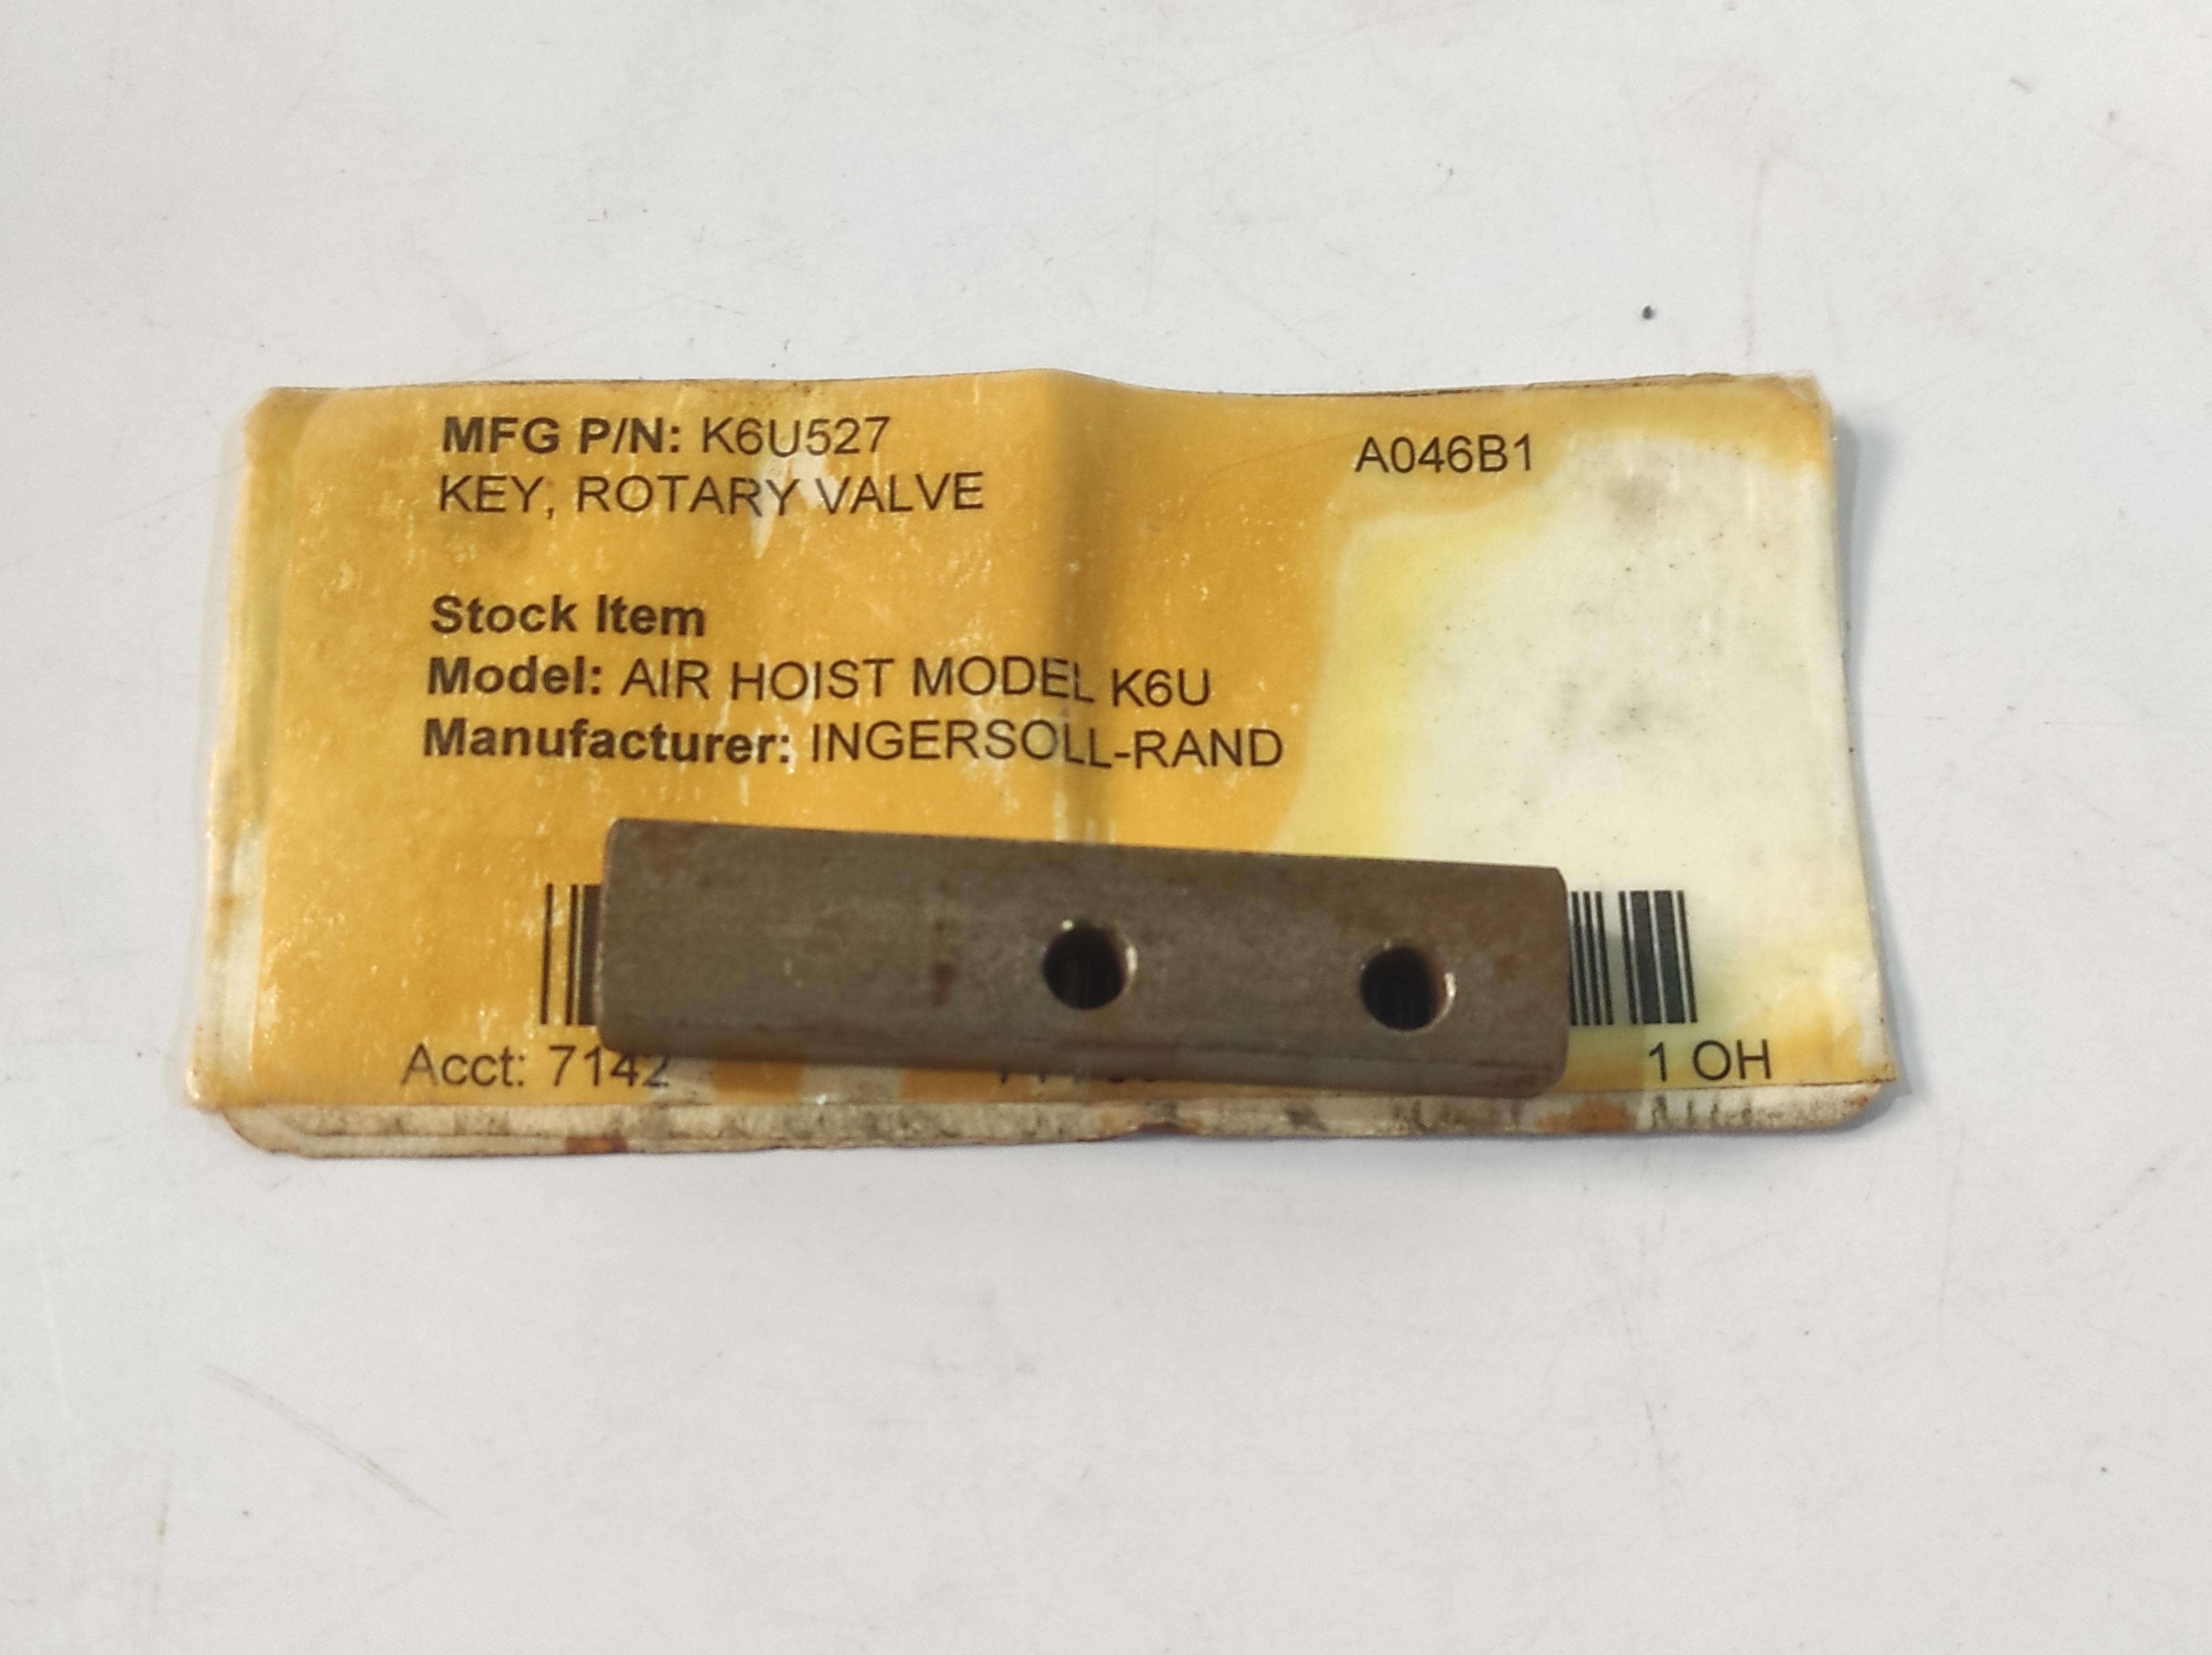 MFG P/N: K6U527
A046B1
KEY, ROTARY VALVE
Stock Item
Model: AIR HOIST MODEL K6U
Manufacturer: INGERSOLL-RAND
Acct: 7142
1 OH